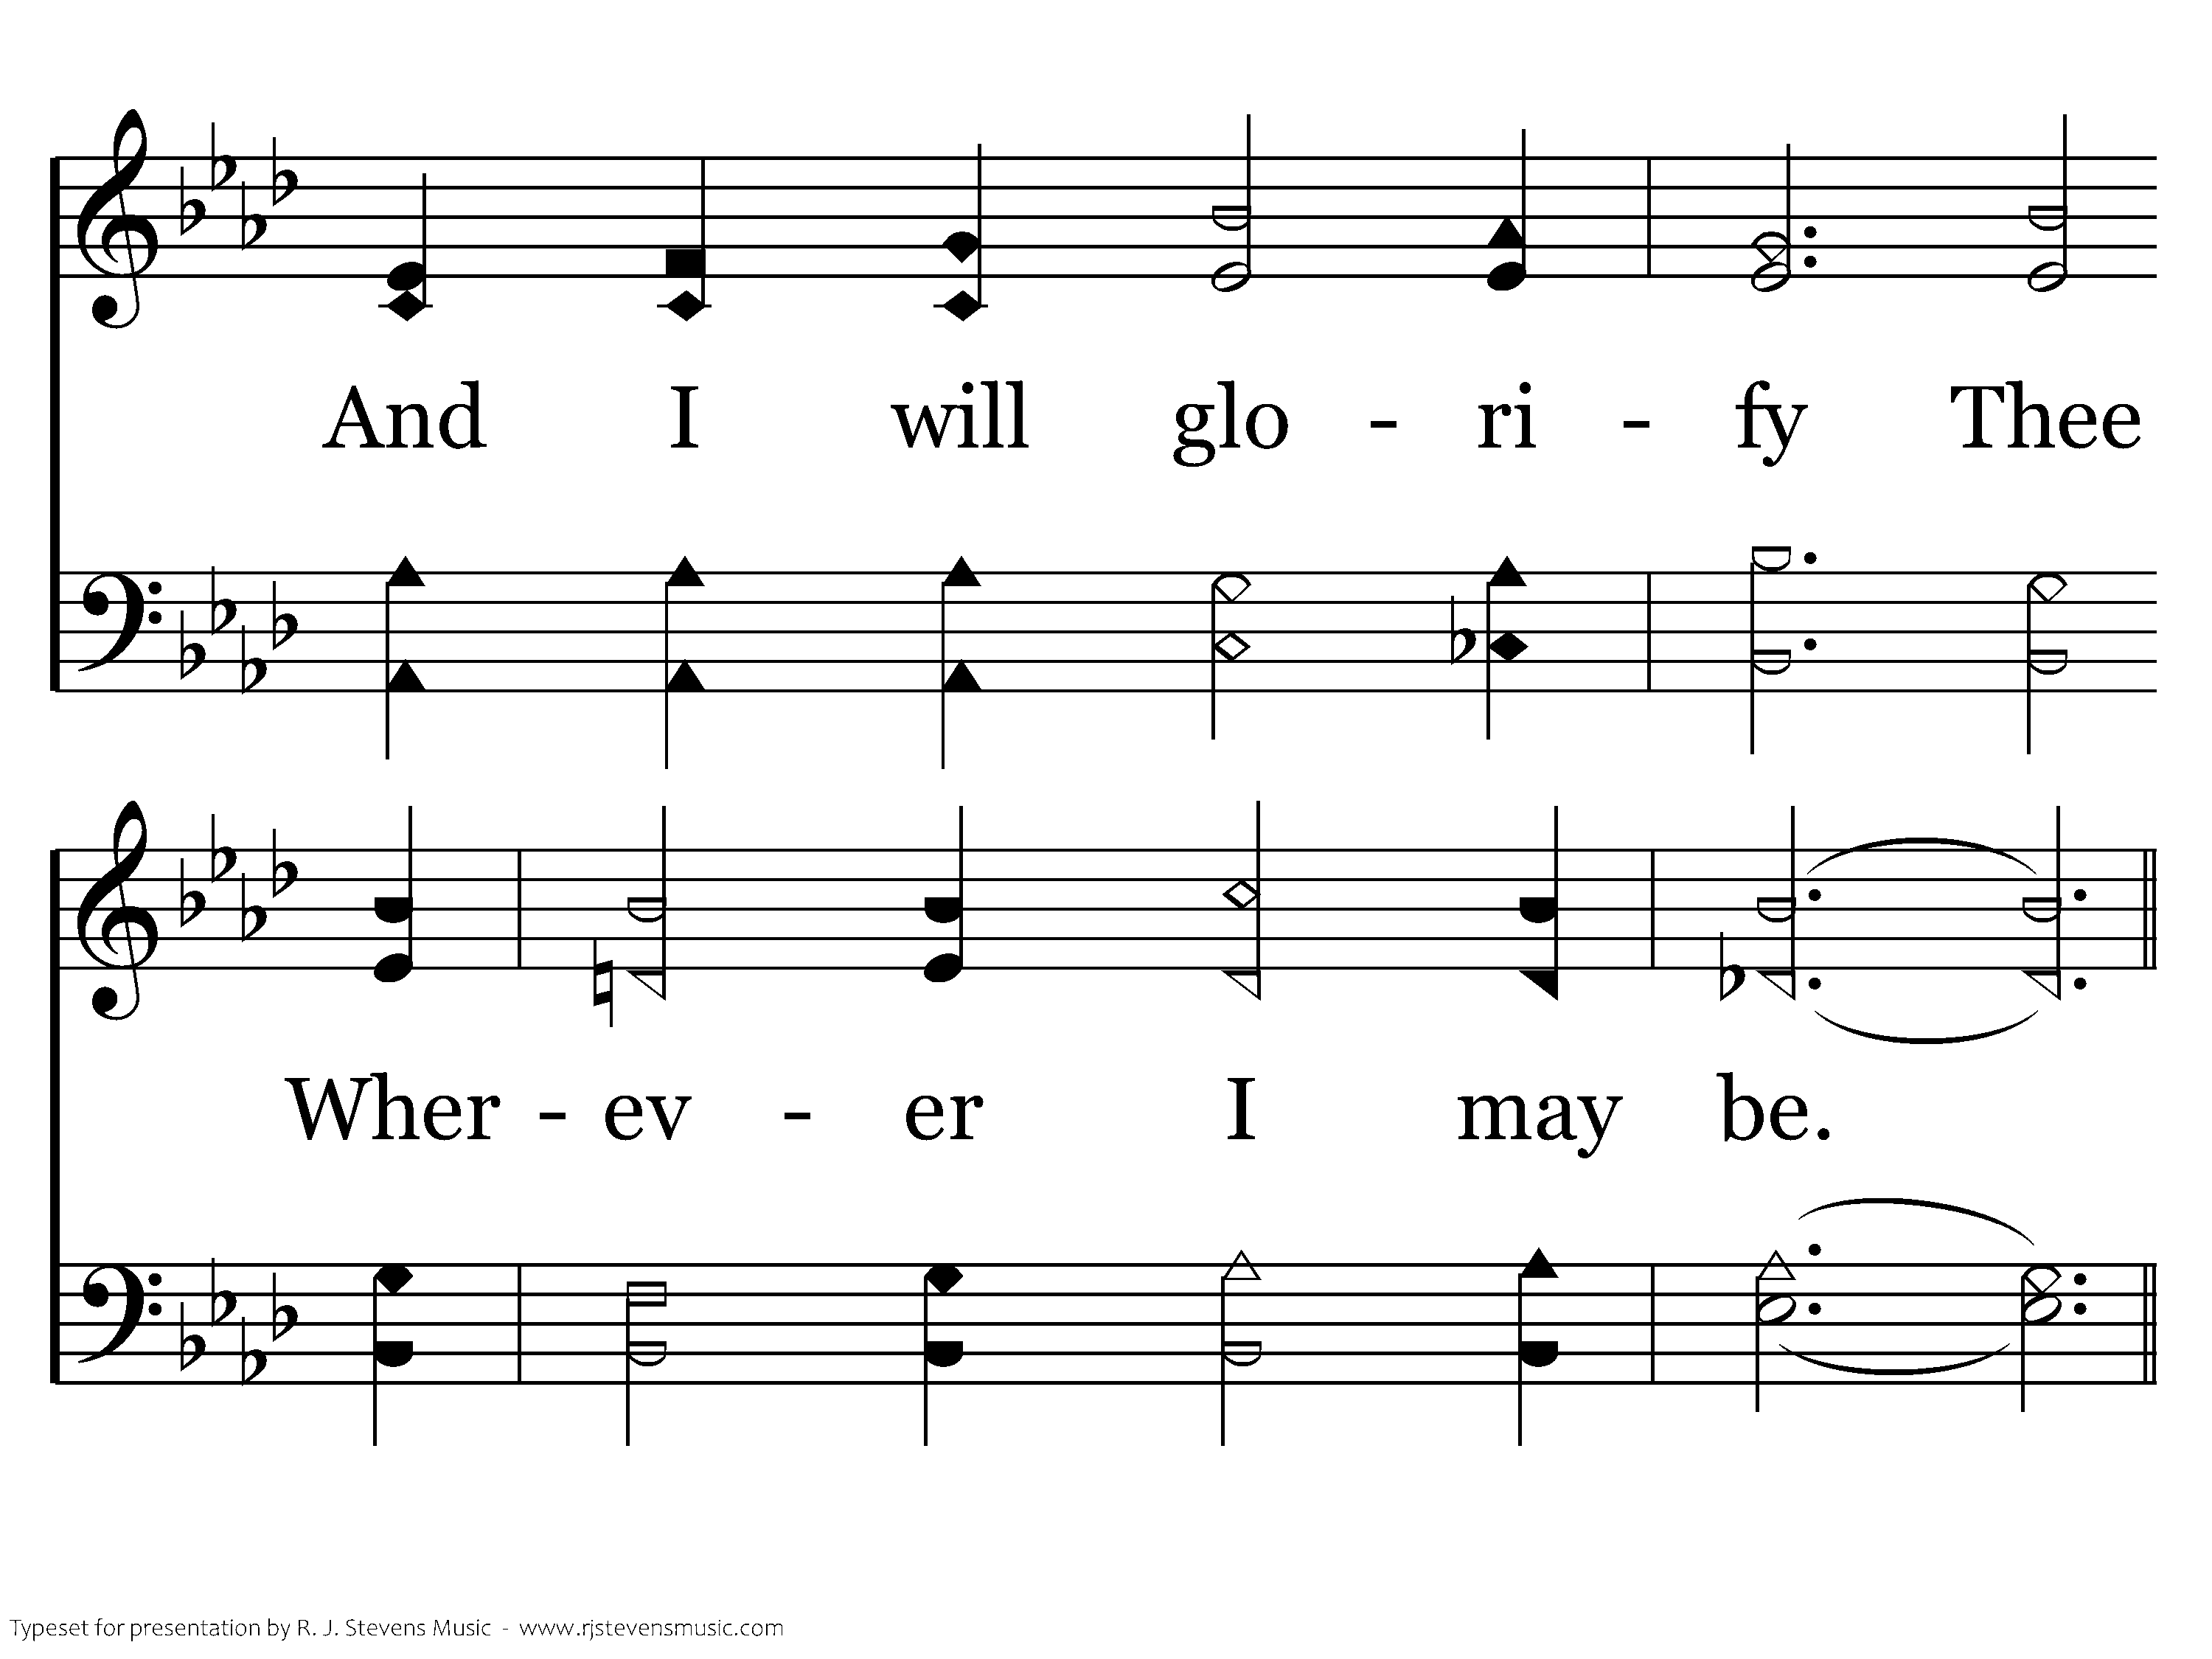 And I will glo - ri - fy Thee
Wher - ev - er I may be.
Typeset for presentation by R. J. Stevens Music - www.rjstevensmusic.com